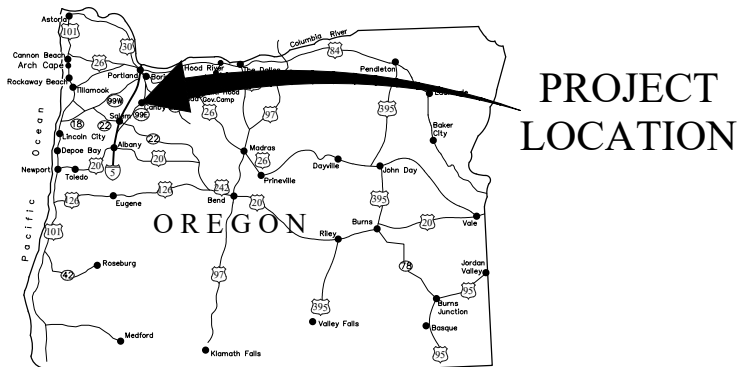 Astoria
101
30
Columbia River
84
Cannon Beach
Arch Cape
26
Portland
Hood River
The Dalles
Pendleton
Rockaway Beach
Tillamook
Gov.Camp
PROJECT
LOCATION
99W
99E
Canby
26
97
395
Baker
City
18
22
Salem
Lincoln City
22
Ocean
Depoe Bay
Albany
20
Madras
26
Newport
Toledo
20
5
Prineville
Dayville
John Day
126
126
Eugene
242
Bend
20
395
20
Vale
OREGON
Burns
Riley
Pacific
101
78
Jordan
Valley
42
Roseburg
97
395
95
Burns
Junction
Valley Falls
Basque
Medford
Klamath Falls
95